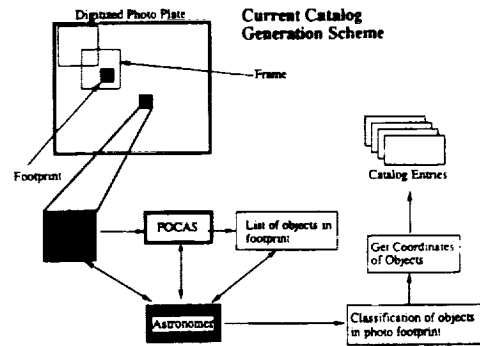 Digitized Photo Plate
Current Catalog
Generation Scheme
Frame
Footprint
Catalog Entries
FOCAS
List of objects in
footprint
Get Coordinates
of Objects
Astronomer
Classification of objects
in photo footprint